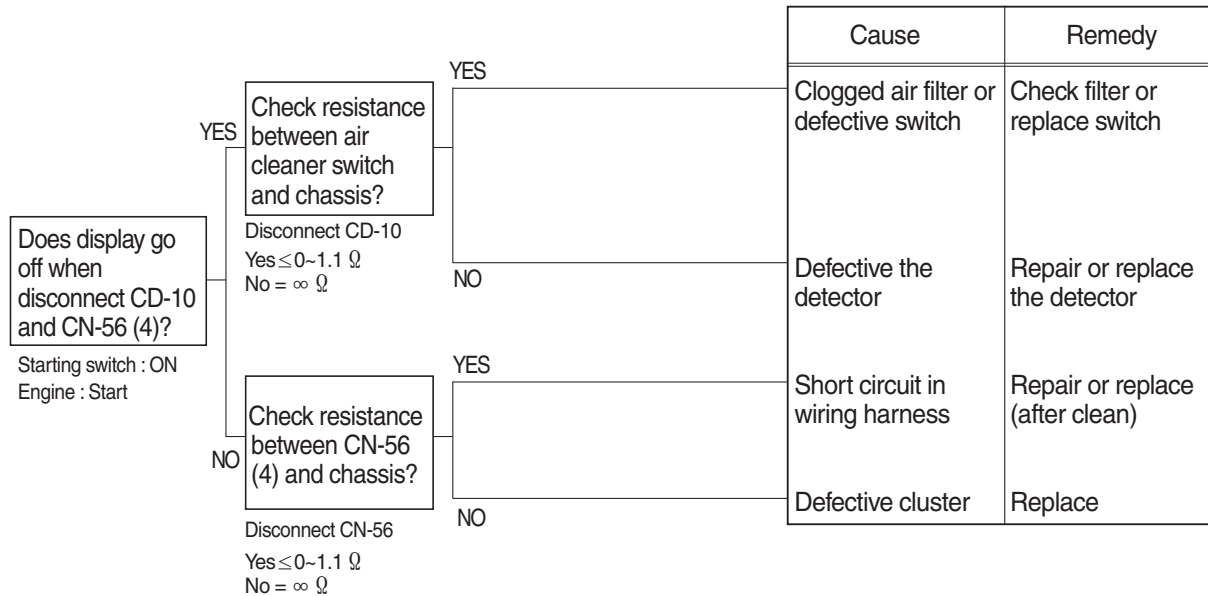 Does display go
off when
disconnect CD-10
and CN-56 (4)?
Starting switch : ON
Engine : Start
YES
Check resistance
between air
cleaner switch
and chassis?
Disconnect CD-10
Yes≤0~1.1 Ω
No = ∞ Ω
NO
Check resistance
between CN-56
(4) and chassis?
Disconnect CN-56
Yes≤0~1.1 Ω
No = ∞ Ω
YES
NO
YES
NO
Cause
Remedy
Clogged air filter or
defective switch
Check filter or
replace switch
Defective the
detector
Repair or replace
the detector
Short circuit in
wiring harness
Repair or replace
(after clean)
Defective cluster
Replace